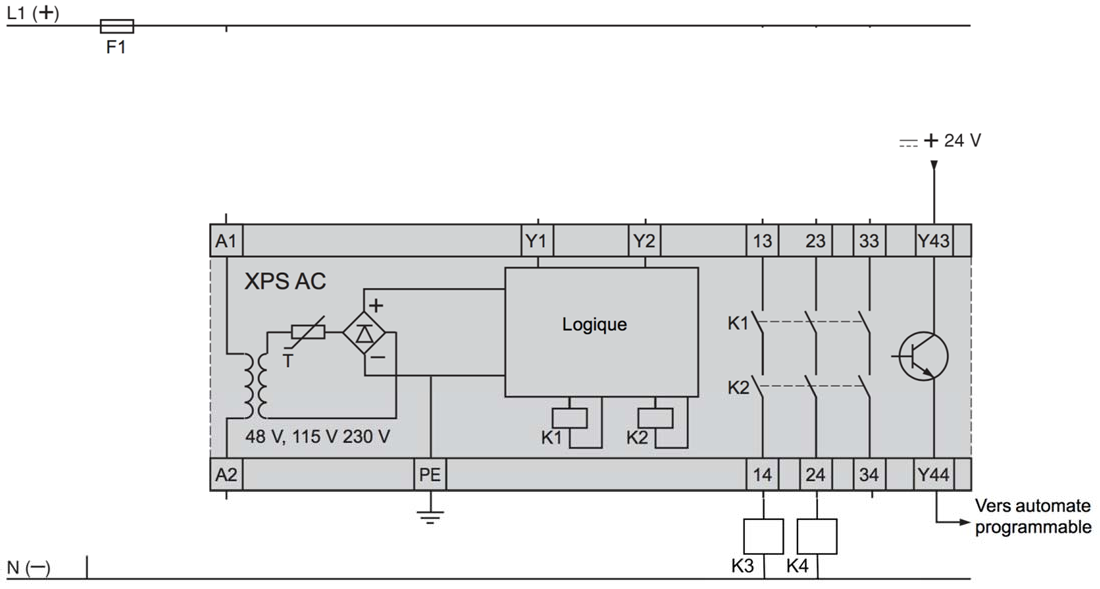 L1 (+)
F1
+ 24 V
A1 Y1 Y2 13 23 33 Y43
XPS AC
+
Logique
K1
T
−
K2
48 V, 115 V 230 V
K1 K2
A2 PE 14 24 34 Y44
Vers automate
programmable
N (−)
K3 K4